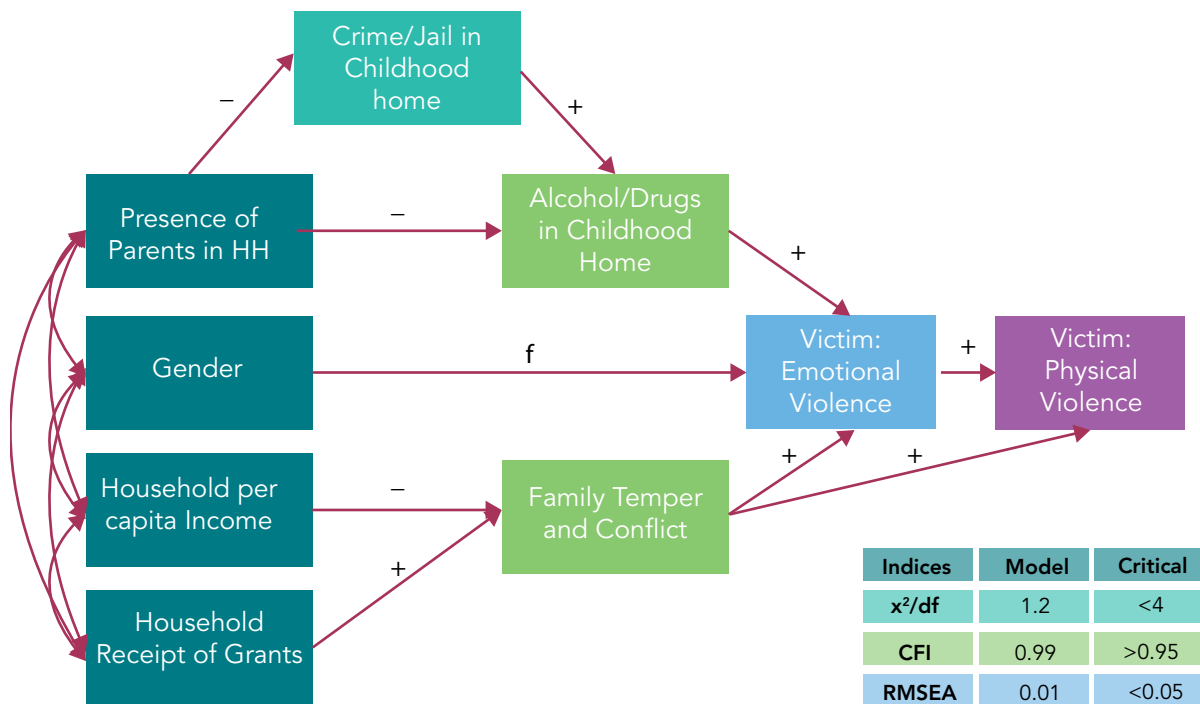 Crime/Jail in
Childhood
home
–
+
Presence of
Parents in HH
–
Alcohol/Drugs
in Childhood
Home
+
Gender
f
Victim:
Emotional
Violence
+
Victim:
Physical
Violence
Household per
capita Income
–
Family Temper
and Conflict
+
+
+
Household
Receipt of Grants
Indices Model Critical
x²/df 1.2 <4
CFI 0.99 >0.95
RMSEA 0.01 <0.05